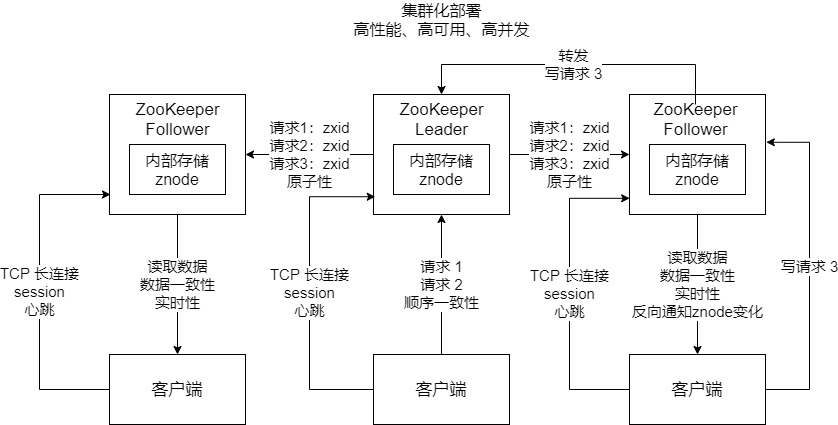 集群化部署
高性能、高可用、高并发
转发
写请求 3
ZooKeeper
Follower
内部存储
znode
请求1：zxid
请求2：zxid
请求3：zxid
原子性
ZooKeeper
Leader
内部存储
znode
请求1：zxid
请求2：zxid
请求3：zxid
原子性
ZooKeeper
Follower
内部存储
znode
TCP 长连接
session
心跳
读取数据
数据一致性
实时性
TCP 长连接
session
心跳
请求 1
请求 2
顺序一致性
TCP 长连接
session
心跳
读取数据
数据一致性
实时性
反向通知znode变化
写请求 3
客户端
客户端
客户端